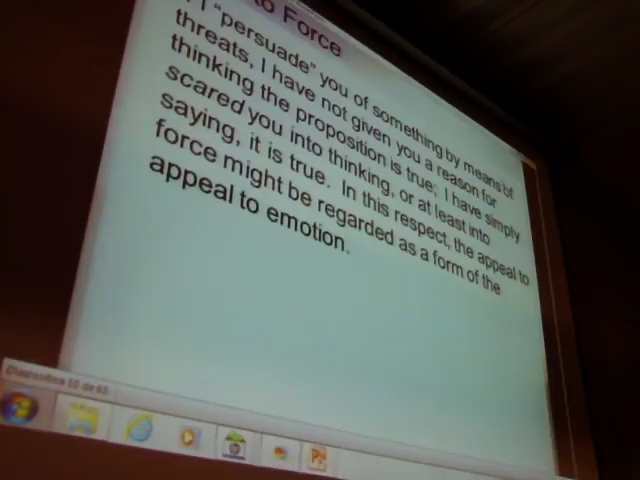 to Force
I "persuade" you of something by means of
threats, I have not given you a reason for
thinking the proposition is true; I have simply
scared you into thinking, or at least into
saying, it is true. In this respect, the appeal to
force might be regarded as a form of the
appeal to emotion.
Diapositiva 10 de 63